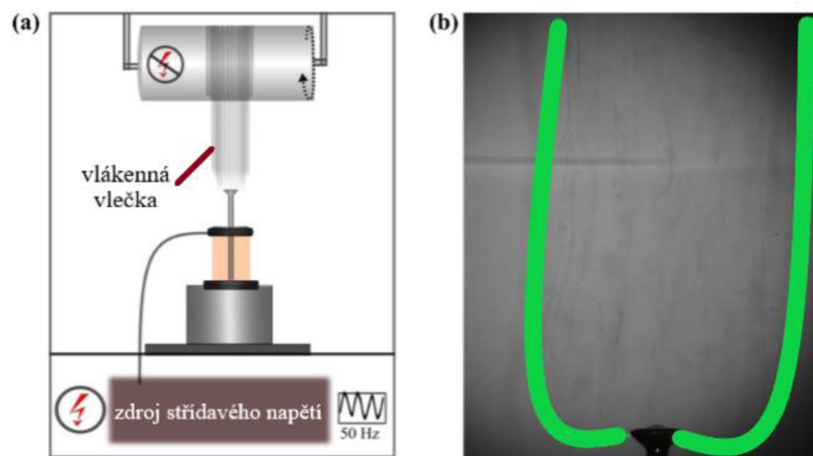 (a)
vlákenná
vlečka
zdroj střídavého napětí
50 Hz
(b)